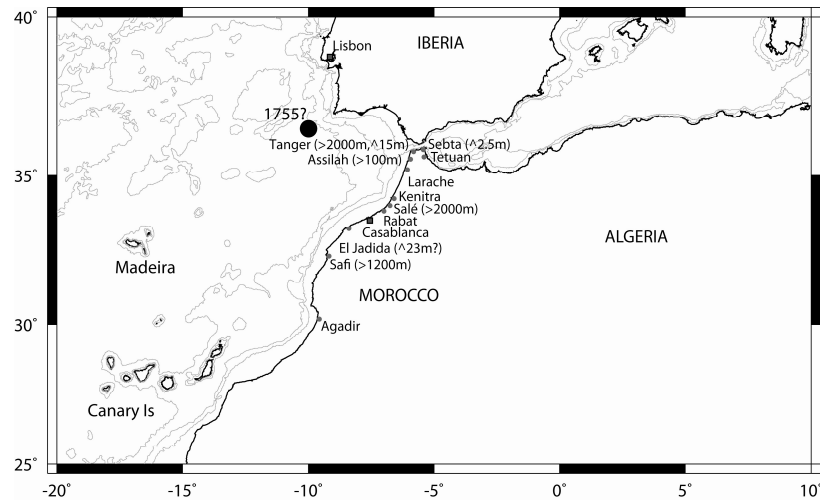 40˚
Lisbon
IBERIA
1755?
Tanger (>2000m,^15m)
Sebta (^2.5m)
Assilah (>100m)
Tetuan
35˚
Larache
Kenitra
Salé (>2000m)
Rabat
Casablanca
ALGERIA
El Jadida (^23m?)
Madeira
Safi (>1200m)
MOROCCO
30˚
Agadir
Canary Is
25˚
-20˚ -15˚ -10˚ -5˚ 0˚ 5˚ 10˚